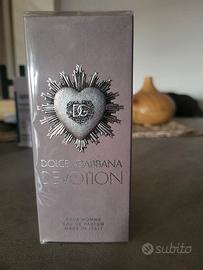 DG
DOLCE & GABBANA
DEVOTION
POUR HOMME
EAU DE PARFUM
MADE IN ITALY
subito